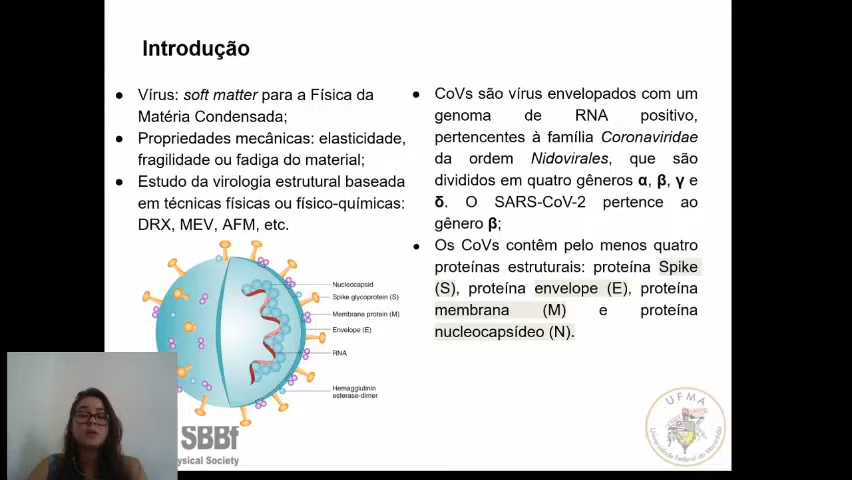 Introdução
● Vírus: soft matter para a Física da
Matéria Condensada;
● Propriedades mecânicas: elasticidade,
fragilidade ou fadiga do material;
● Estudo da virologia estrutural baseada
em técnicas físicas ou físico-químicas:
DRX, MEV, AFM, etc.
● CoVs são vírus envelopados com um
genoma de RNA positivo,
pertencentes à família Coronaviridae
da ordem Nidovirales, que são
divididos em quatro gêneros α, β, γ e
δ. O SARS-CoV-2 pertence ao
gênero β;
● Os CoVs contêm pelo menos quatro
proteínas estruturais: proteína Spike
(S), proteína envelope (E), proteína
membrana (M) e proteína
nucleocapsídeo (N).
Nucleocapsid
Spike glycoprotein (S)
Membrane protein (M)
Envelope (E)
RNA
Hemagglutinin
esterase-dimer
SBBf
ysical Society
UFMA
Universidade Federal do Maranhão